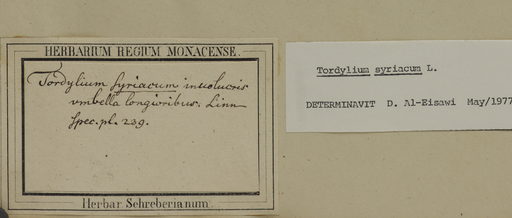 HERBARIUM REGIUM MONACENSE.
Tordylium syriacum involucris
umbella longioribus. Linn
spec. pl. 239.
Herbar. Schreberianum.
Tordylium syriacum L.
DETERMINAVIT D. Al-Eisawi May/1977